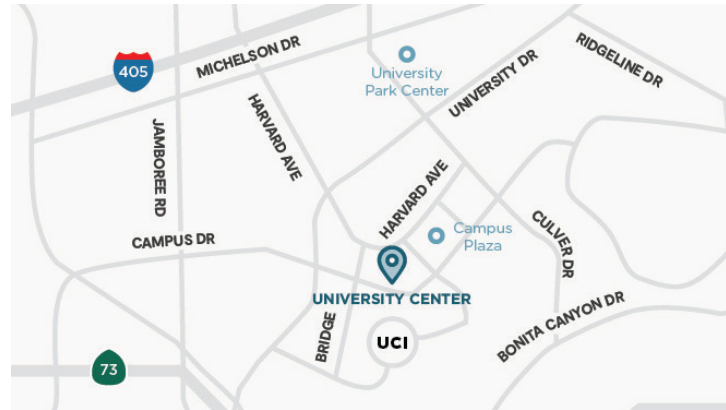 MICHELSON DR
405
University
Park Center
UNIVERSITY DR
RIDGELINE DR
JAMBOREE RD
HARVARD AVE
HARVARD AVE
CAMPUS DR
Campus
Plaza
CULVER DR
UNIVERSITY CENTER
BRIDGE
UCI
BONITA CANYON DR
73